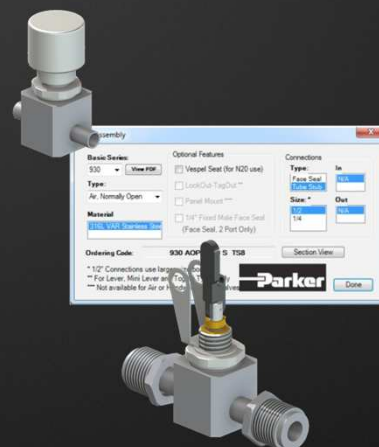 ssembly
Basic Series:
930
View PDF
Type:
Air, Normally Open
Material
316L VAR Stainless Stee
Optional Features
Vespel Seat (for N20 use)
LockOut-TagOut **
Panel Mount ***
1/4" Fixed Male Face Seal
(Face Seal, 2 Port Only)
Connections
Type:
Face Seal
Tube Stub
In
N/A
Size: *
1/2
1/4
Out
N/A
Ordering Code:
930 AOP S TS8
Section View
* 1/2" Connections use larg
** For Lever, Mini Lever and
*** Not available for Air or
Parker
Done